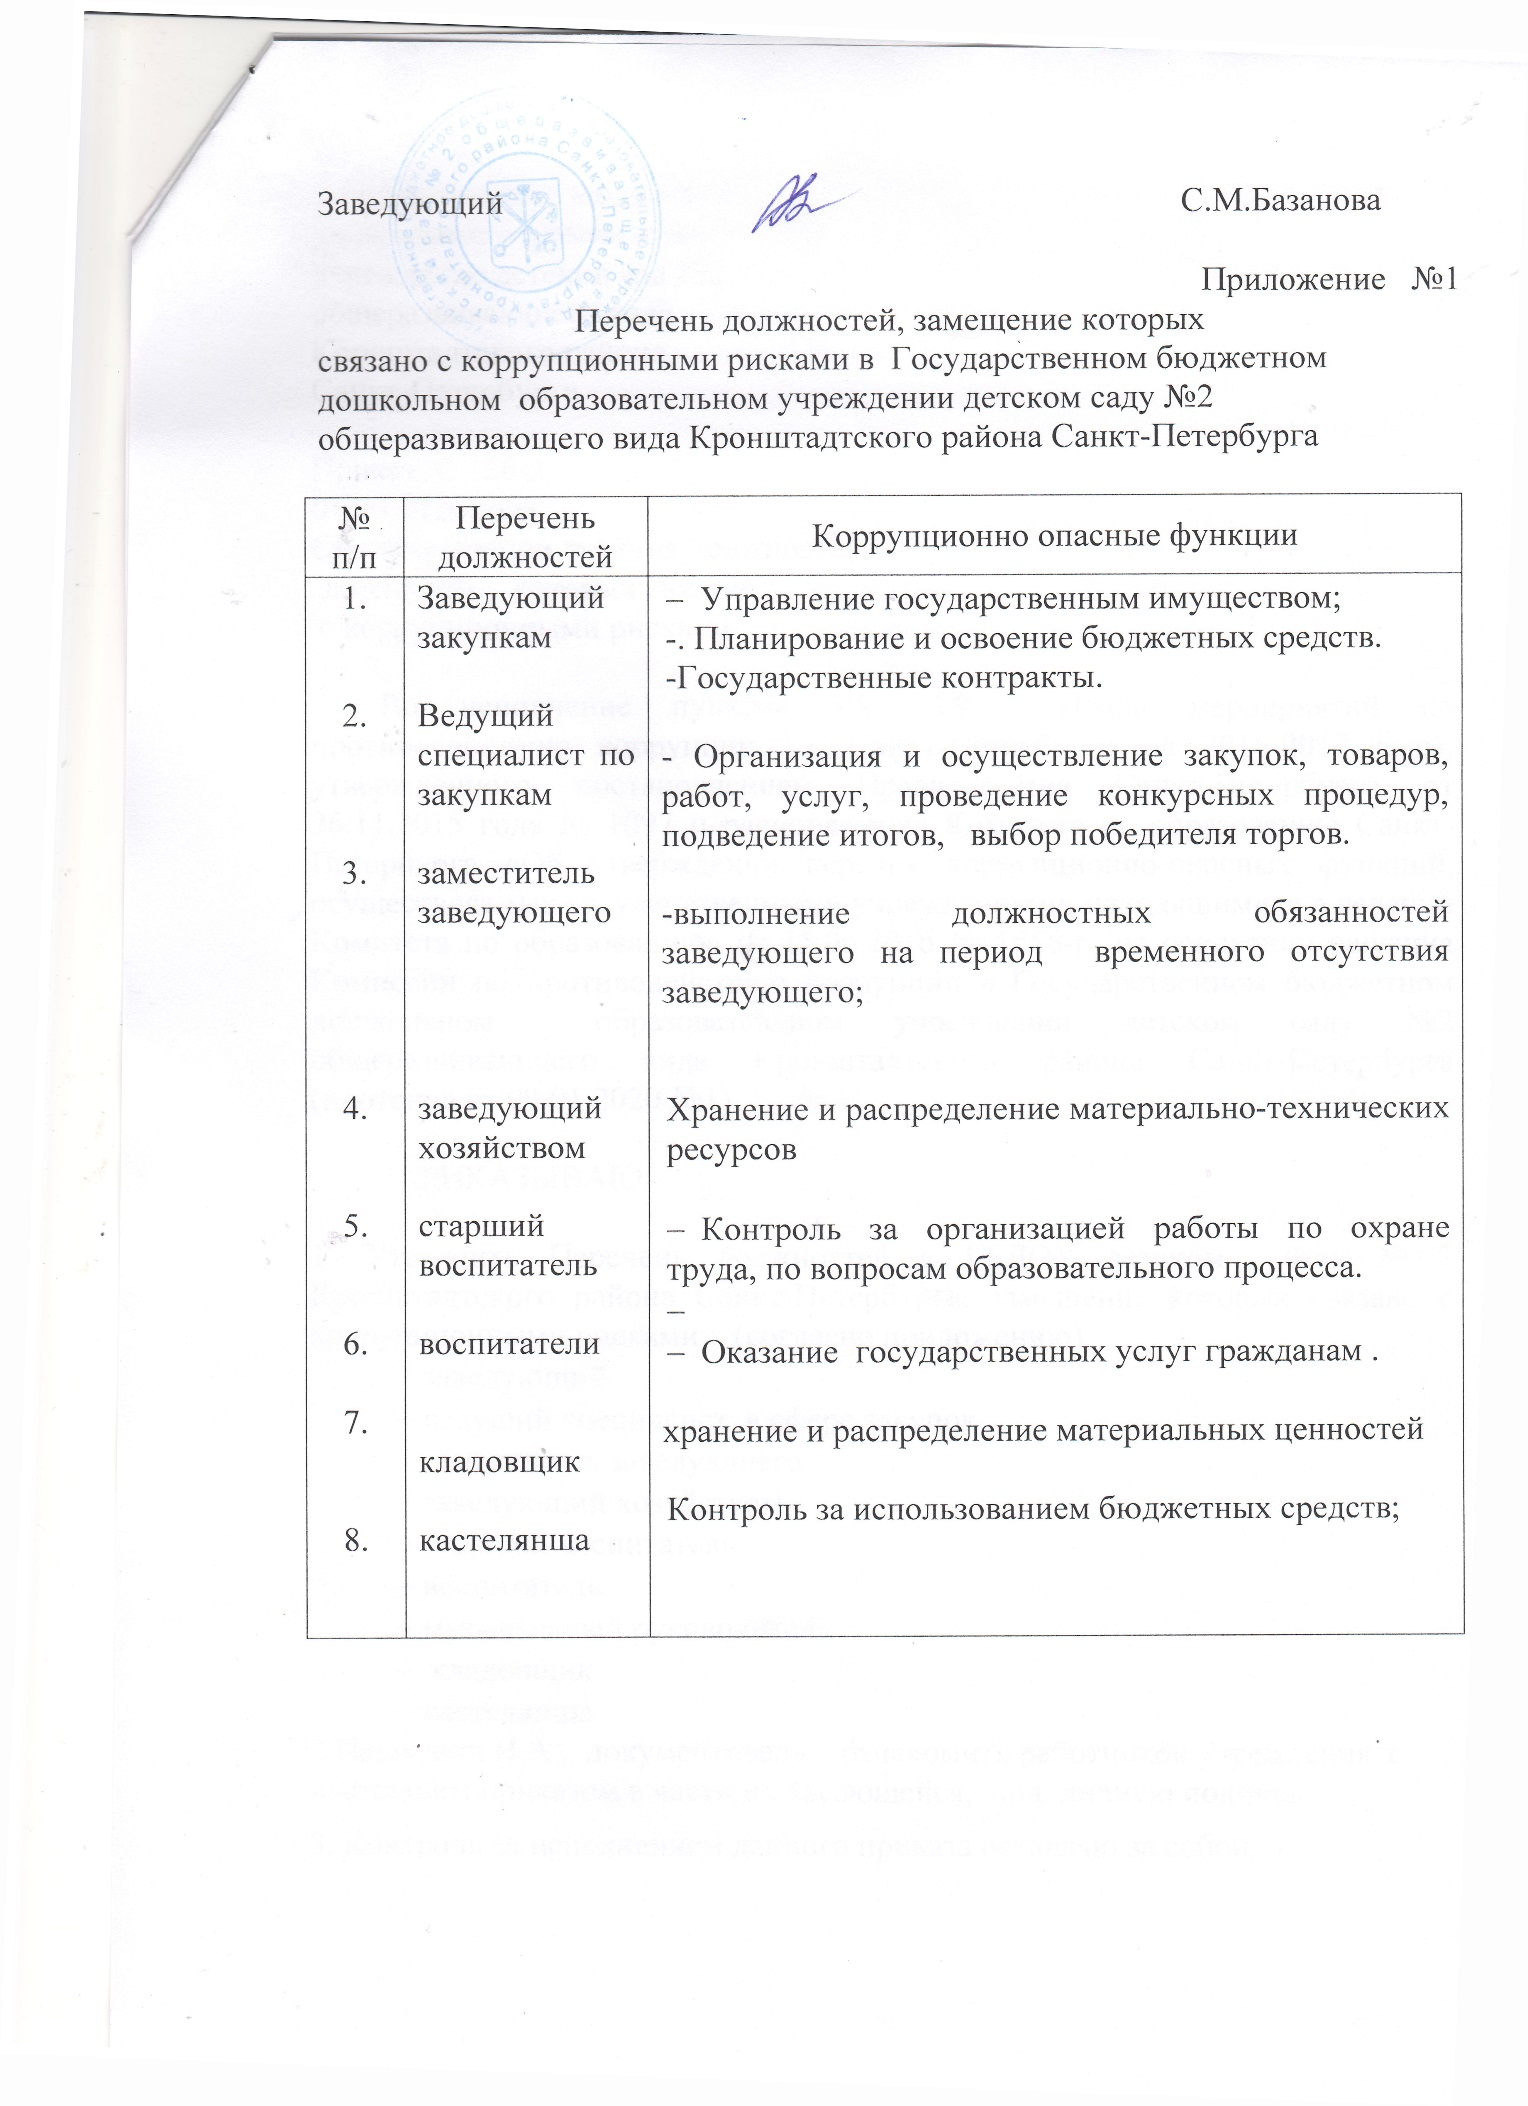 Заведующий С.М.Базанова
Приложение №1
Перечень должностей, замещение которых
связано с коррупционными рисками в Государственном бюджетном
дошкольном образовательном учреждении детском саду №2
общеразвивающего вида Кронштадтского района Санкт-Петербурга
№ п/п
Перечень должностей
Коррупционно опасные функции
1.
Заведующий
закупкам
– Управление государственным имуществом;
-. Планирование и освоение бюджетных средств.
-Государственные контракты.
2.
Ведущий
специалист по
закупкам
- Организация и осуществление закупок, товаров,
работ, услуг, проведение конкурсных процедур,
подведение итогов, выбор победителя торгов.
3.
заместитель
заведующего
-выполнение должностных обязанностей
заведующего на период временного отсутствия
заведующего;
4.
заведующий
хозяйством
Хранение и распределение материально-технических
ресурсов
5.
старший
воспитатель
– Контроль за организацией работы по охране
труда, по вопросам образовательного процесса.
–
6.
воспитатели
– Оказание государственных услуг гражданам .
7.
кладовщик
хранение и распределение материальных ценностей
8.
кастелянша
Контроль за использованием бюджетных средств;